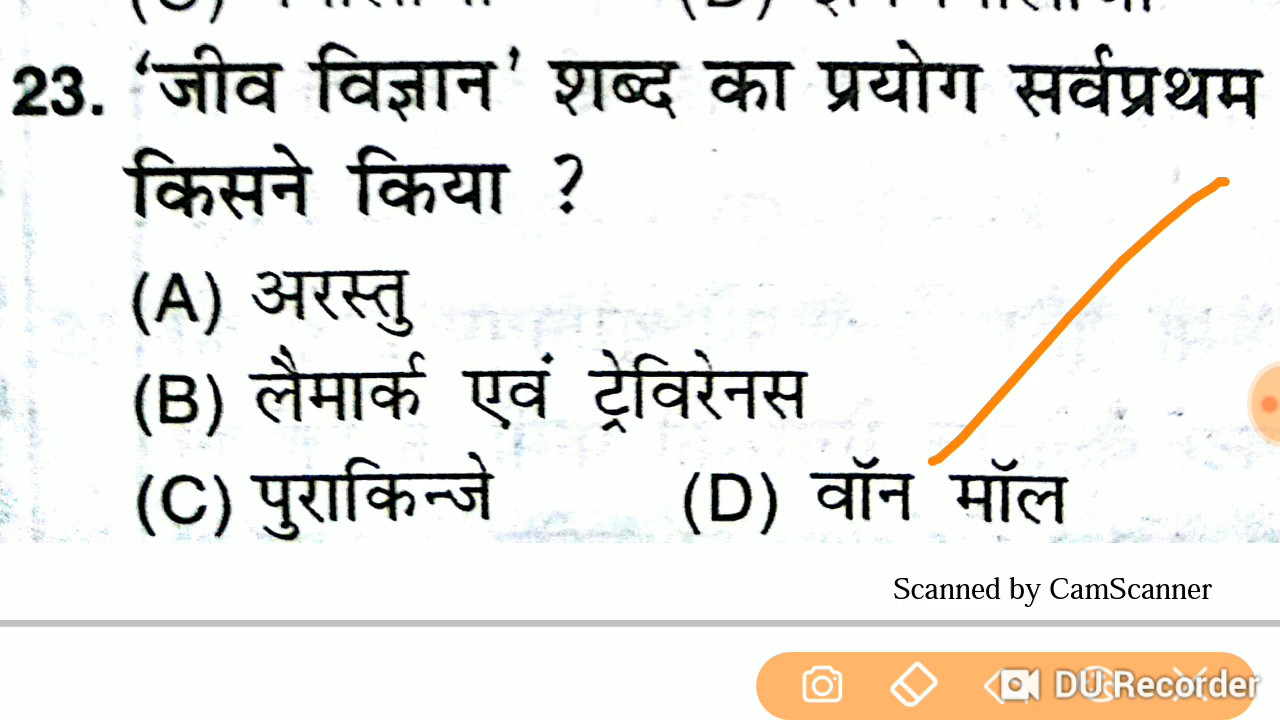 23. ‘जीव विज्ञान’ शब्द का प्रयोग सर्वप्रथम
किसने किया ?
(A) अरस्तु
(B) लैमार्क एवं ट्रेविरेनस
(C) पुराकिन्जे (D) वॉन मॉल
Scanned by CamScanner
DU Recorder